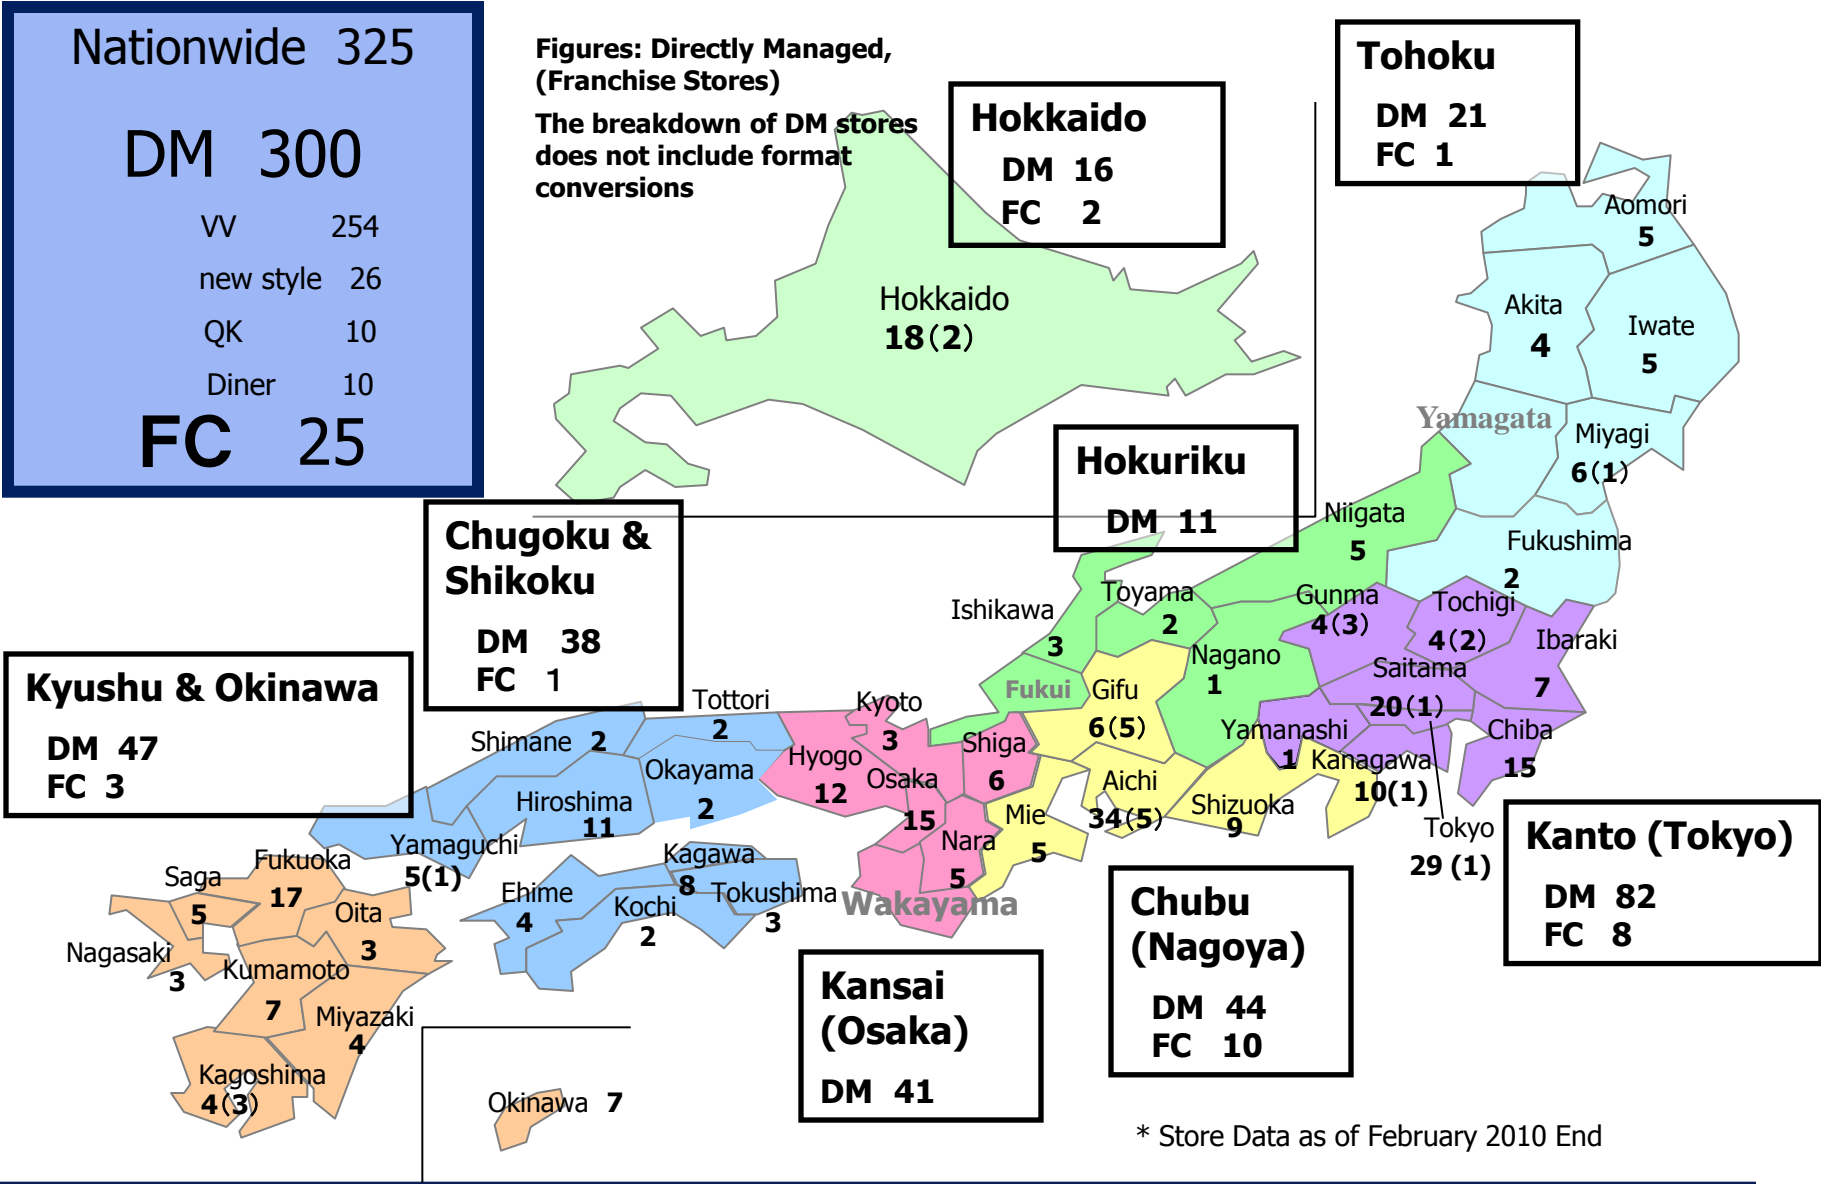 Nationwide 325
DM 300
VV 254
new style 26
QK 10
Diner 10
FC 25
Figures: Directly Managed,
(Franchise Stores)
The breakdown of DM stores
does not include format
conversions
Hokkaido
DM 16
FC 2
Tohoku
DM 21
FC 1
Aomori
5
Hokkaido
18(2)
Akita
4
Iwate
5
Yamagata
Miyagi
6(1)
Hokuriku
DM 11
Niigata
5
Fukushima
2
Chugoku &
Shikoku
DM 38
FC 1
Ishikawa
3
Toyama
2
Gunma
4(3)
Tochigi
4(2)
Ibaraki
7
Nagano
1
Saitama
20(1)
Fukui
Gifu
6(5)
Kyushu & Okinawa
DM 47
FC 3
Tottori
2
Kyoto
3
Shimane 2
Hyogo
12
Shiga
6
Yamanashi
1
Kanagawa
10(1)
Chiba
15
Okayama
2
Osaka
15
Aichi
34(5)
Hiroshima
11
Mie
5
Shizuoka
9
Tokyo
29 (1)
Kanto (Tokyo)
DM 82
FC 8
Yamaguchi
5(1)
Nara
5
Fukuoka
17
Kagawa
8
Saga
5
Ehime
4
Tokushima
3
Kochi
2
Wakayama
Oita
3
Chubu
(Nagoya)
DM 44
FC 10
Nagasaki
3
Kumamoto
7
Kansai
(Osaka)
DM 41
Miyazaki
4
Kagoshima
4(3)
Okinawa 7
* Store Data as of February 2010 End